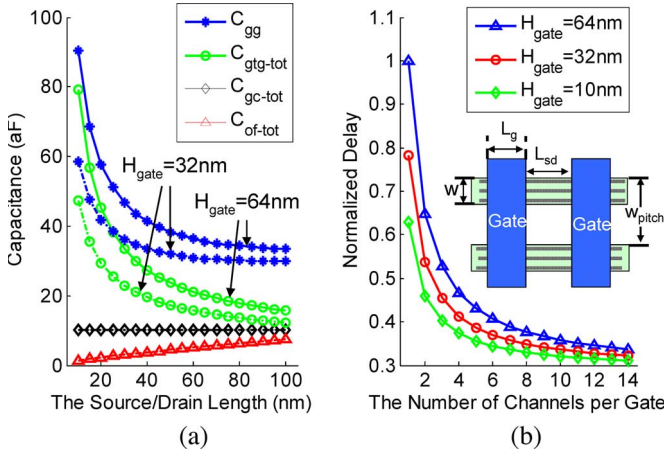 C_gg
C_gtg-tot
C_gc-tot
C_of-tot
H_gate=32nm
H_gate=64nm
Capacitance (aF)
100
80
60
40
20
0
20 40 60 80 100
The Source/Drain Length (nm)
(a)
H_gate=64nm
H_gate=32nm
H_gate=10nm
L_g
L_sd
W
W_pitch
Gate
Gate
Normalized Delay
1.1
1
0.9
0.8
0.7
0.6
0.5
0.4
0.3
2 4 6 8 10 12 14
The Number of Channels per Gate
(b)